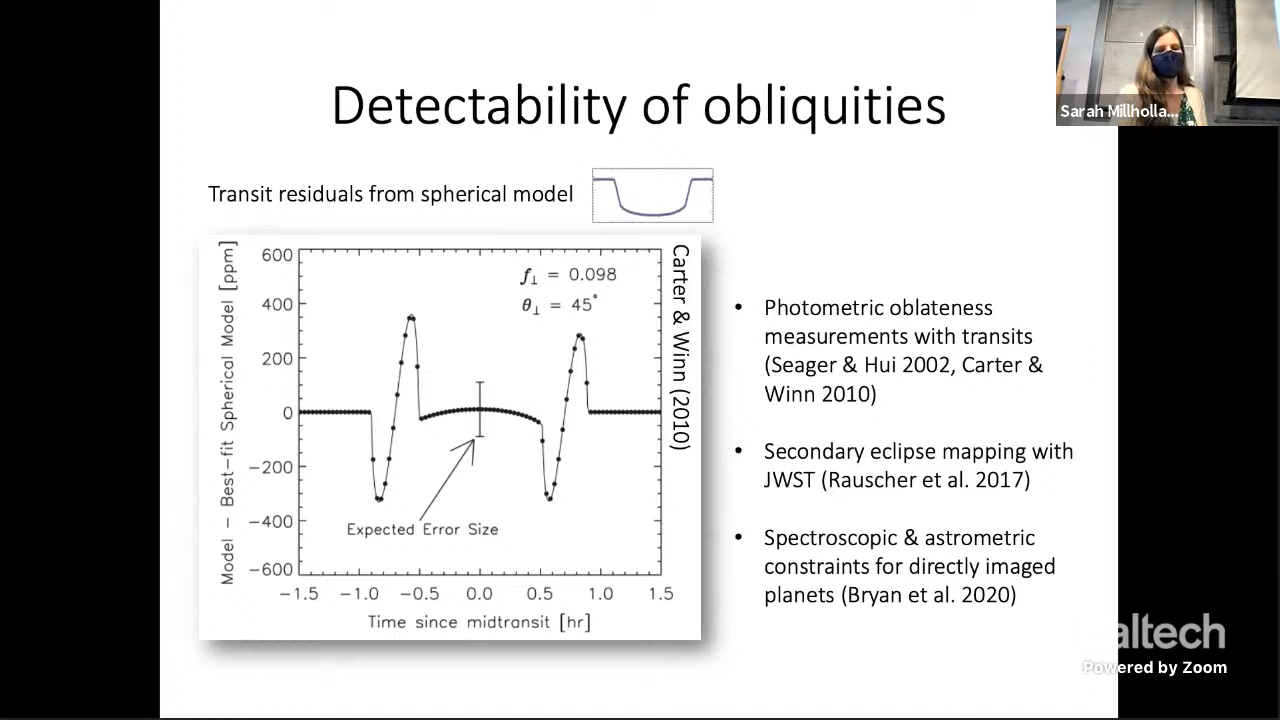 Detectability of obliquities
Sarah Millholla...
Transit residuals from spherical model
Model − Best−fit Spherical Model [ppm]
600
400
200
0
−200
−400
−600
f⊥ = 0.098
θ⊥ = 45°
Expected Error Size
−1.5 −1.0 −0.5 0.0 0.5 1.0 1.5
Time since midtransit [hr]
Carter & Winn (2010)
• Photometric oblateness
measurements with transits
(Seager & Hui 2002, Carter &
Winn 2010)
• Secondary eclipse mapping with
JWST (Rauscher et al. 2017)
• Spectroscopic & astrometric
constraints for directly imaged
planets (Bryan et al. 2020)
altech
Powered by Zoom